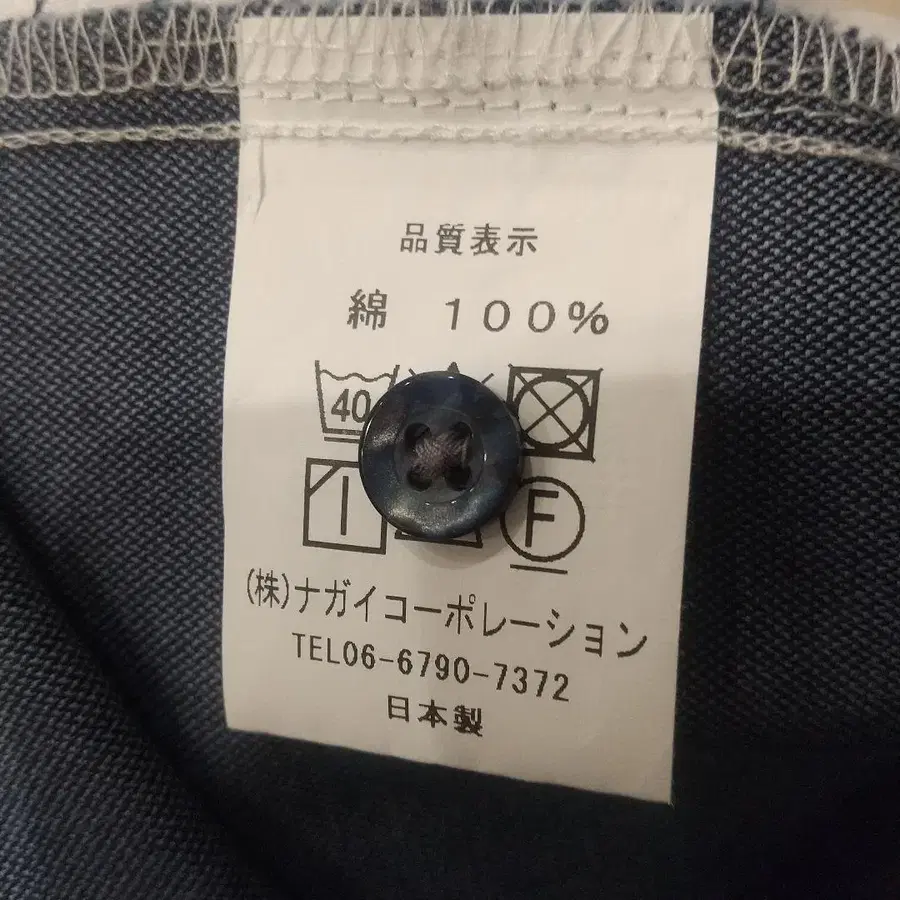 品質表示
綿 100%
40
F
(株)ナガイコーポレーション
TEL06-6790-7372
日本製